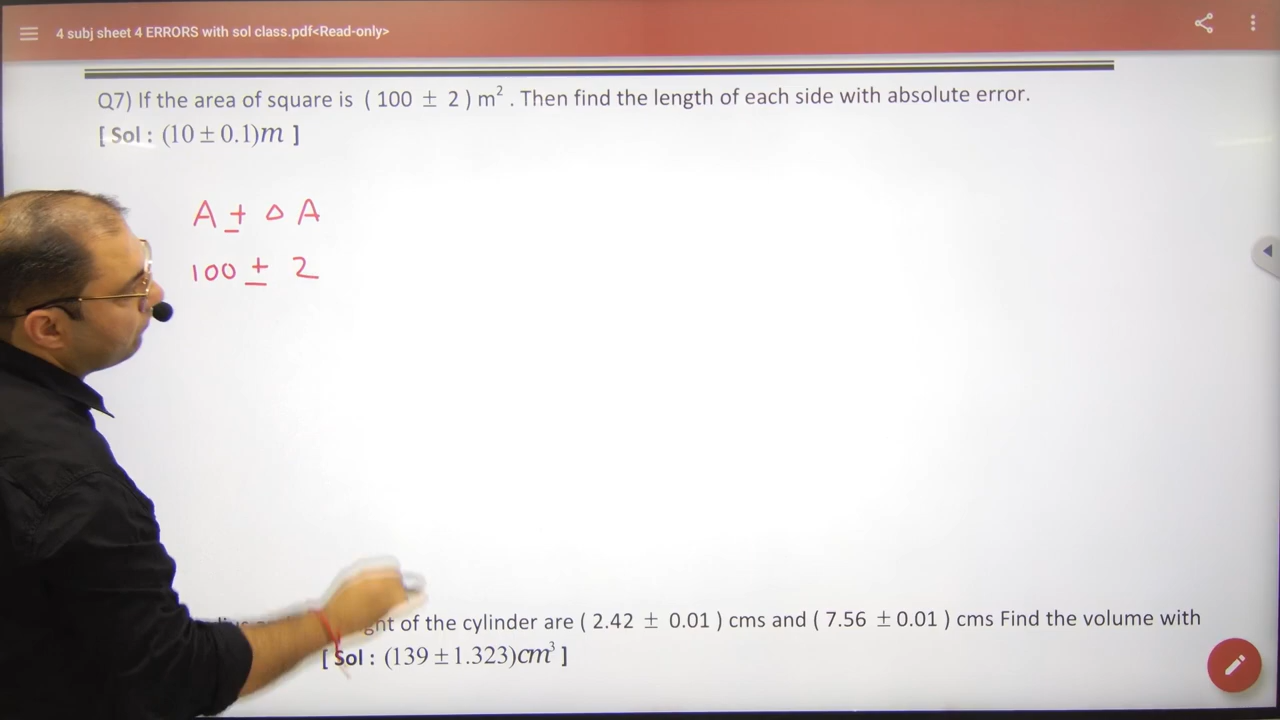 4 subj sheet 4 ERRORS with sol class.pdf<Read-only>
Q7) If the area of square is ( 100 ± 2 ) m² . Then find the length of each side with absolute error.
[ Sol : (10 ± 0.1)m ]
A ± △ A
100 ± 2
of the cylinder are ( 2.42 ± 0.01 ) cms and ( 7.56 ± 0.01 ) cms Find the volume with
[ Sol : (139 ± 1.323)cm³ ]